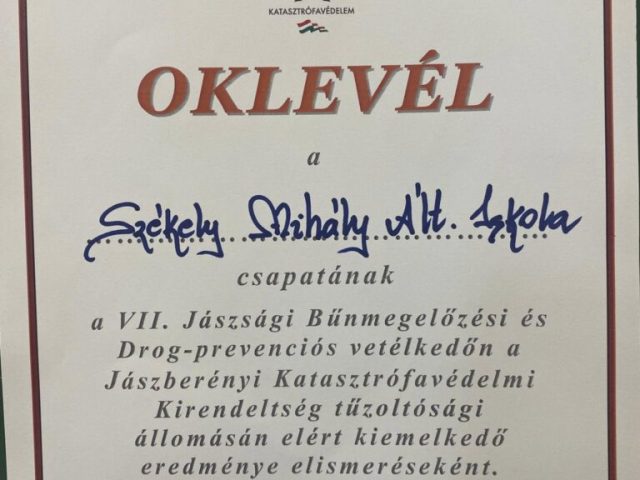 KATASZTRÓFAVÉDELEM
OKLEVÉL
a
Székely Mihály Ált. Iskola
csapatának
a VII. Jászsági Bűnmegelőzési és
Drog-prevenciós vetélkedőn a
Jászberényi Katasztrófavédelmi
Kirendeltség tűzoltósági
állomásán elért kiemelkedő
eredménye elismeréseként.